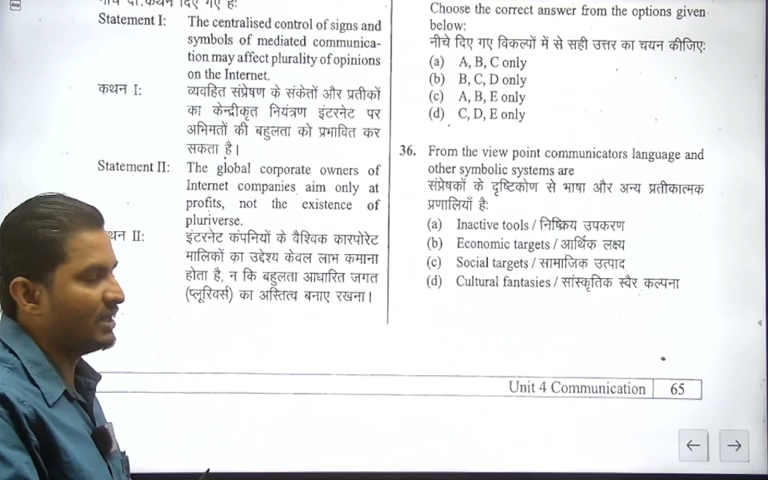 Statement I: The centralised control of signs and
symbols of mediated communica-
tion may affect plurality of opinions
on the Internet.
कथन I: व्यवहित संप्रेषण के संकेतों और प्रतीकों
का केन्द्रीकृत नियंत्रण इंटरनेट पर
अभिमतों की बहुलता को प्रभावित कर
सकता है।
Statement II: The global corporate owners of
Internet companies aim only at
profits, not the existence of
pluriverse.
थन II: इंटरनेट कंपनियों के वैश्विक कारपोरेट
मालिकों का उद्देश्य केवल लाभ कमाना
होता है, न कि बहुलता आधारित जगत
(प्लूरिवर्स) का अस्तित्व बनाए रखना।
Choose the correct answer from the options given
below:
नीचे दिए गए विकल्पों में से सही उत्तर का चयन कीजिए:
(a) A, B, C only
(b) B, C, D only
(c) A, B, E only
(d) C, D, E only
36. From the view point communicators language and
other symbolic systems are
संप्रेषकों के दृष्टिकोण से भाषा और अन्य प्रतीकात्मक
प्रणालियाँ है:
(a) Inactive tools / निष्क्रिय उपकरण
(b) Economic targets / आर्थिक लक्ष्य
(c) Social targets / सामाजिक उत्पाद
(d) Cultural fantasies / सांस्कृतिक स्वैर कल्पना
Unit 4 Communication 65